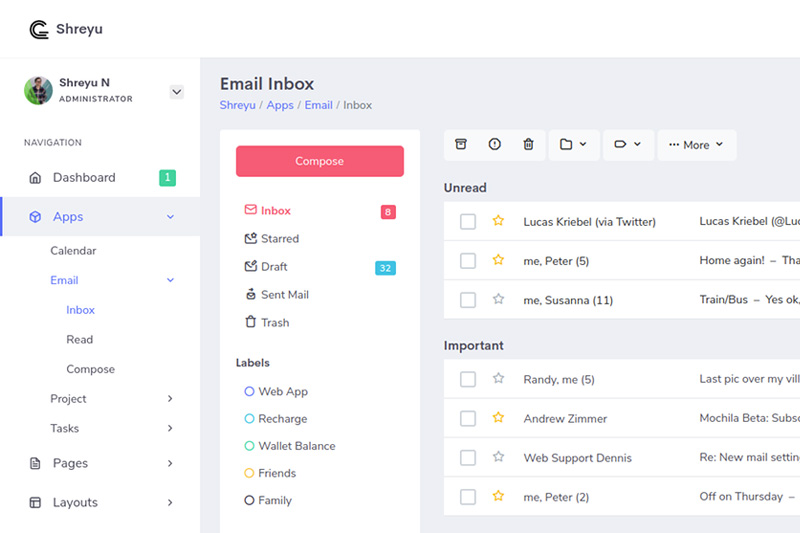 Shreyu
Shreyu N
ADMINISTRATOR
NAVIGATION
Dashboard 1
Apps
Calendar
Email
Inbox
Read
Compose
Project
Tasks
Pages
Layouts
Email Inbox
Shreyu / Apps / Email / Inbox
Compose
Inbox 8
Starred
Draft 32
Sent Mail
Trash
Labels
Web App
Recharge
Wallet Balance
Friends
Family
More
Unread
Lucas Kriebel (via Twitter) Lucas Kriebel (@Luc
me, Peter (5) Home again! – Tha
me, Susanna (11) Train/Bus – Yes ok,
Important
Randy, me (5) Last pic over my vill
Andrew Zimmer Mochila Beta: Subsc
Web Support Dennis Re: New mail settin
me, Peter (2) Off on Thursday –